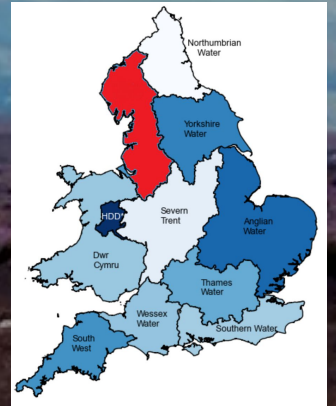 Northumbrian
Water
Yorkshire
Water
HDD*
Severn
Trent
Anglian
Water
Dwr
Cymru
Thames
Water
Wessex
Water
Southern Water
South
West